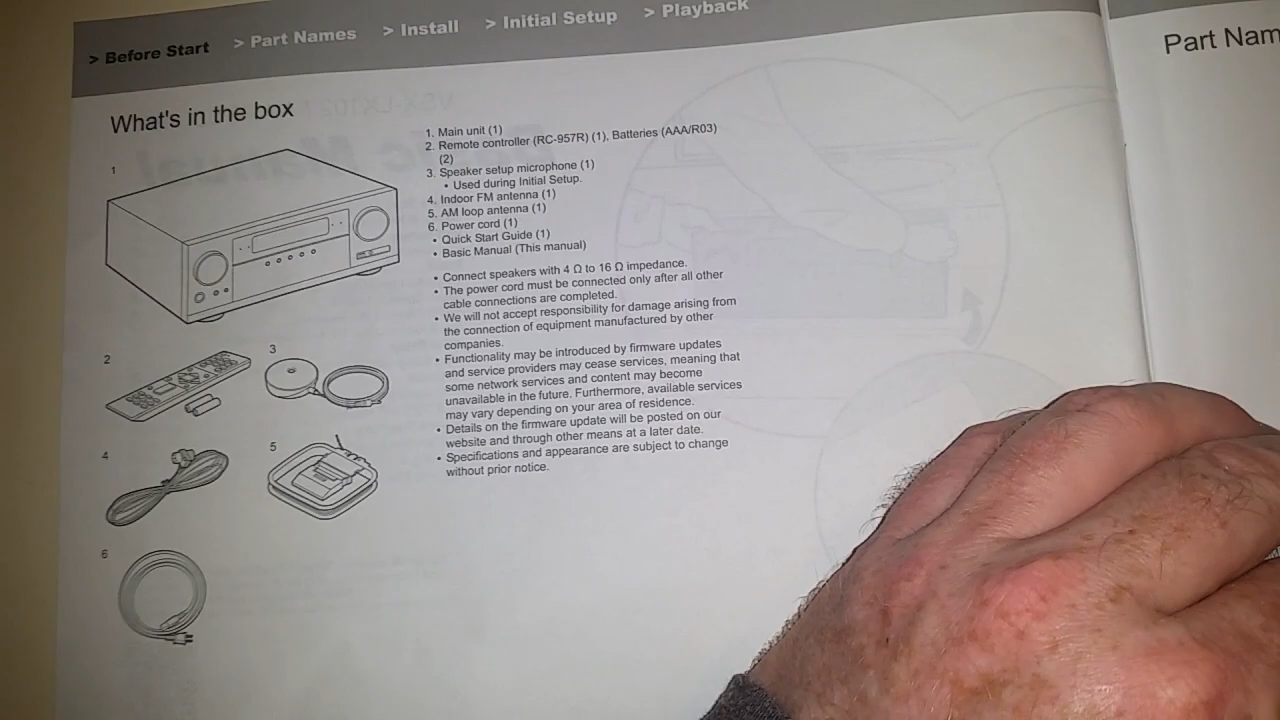 > Before Start > Part Names > Install > Initial Setup > Playback
What's in the box
1
2
3
4
5
6
1. Main unit (1)
2. Remote controller (RC-957R) (1), Batteries (AAA/R03)
(2)
3. Speaker setup microphone (1)
• Used during Initial Setup.
4. Indoor FM antenna (1)
5. AM loop antenna (1)
6. Power cord (1)
• Quick Start Guide (1)
• Basic Manual (This manual)
• Connect speakers with 4 Ω to 16 Ω impedance.
• The power cord must be connected only after all other
cable connections are completed.
• We will not accept responsibility for damage arising from
the connection of equipment manufactured by other
companies.
• Functionality may be introduced by firmware updates
and service providers may cease services, meaning that
some network services and content may become
unavailable in the future. Furthermore, available services
may vary depending on your area of residence.
• Details on the firmware update will be posted on our
website and through other means at a later date.
• Specifications and appearance are subject to change
without prior notice.
Part Nam